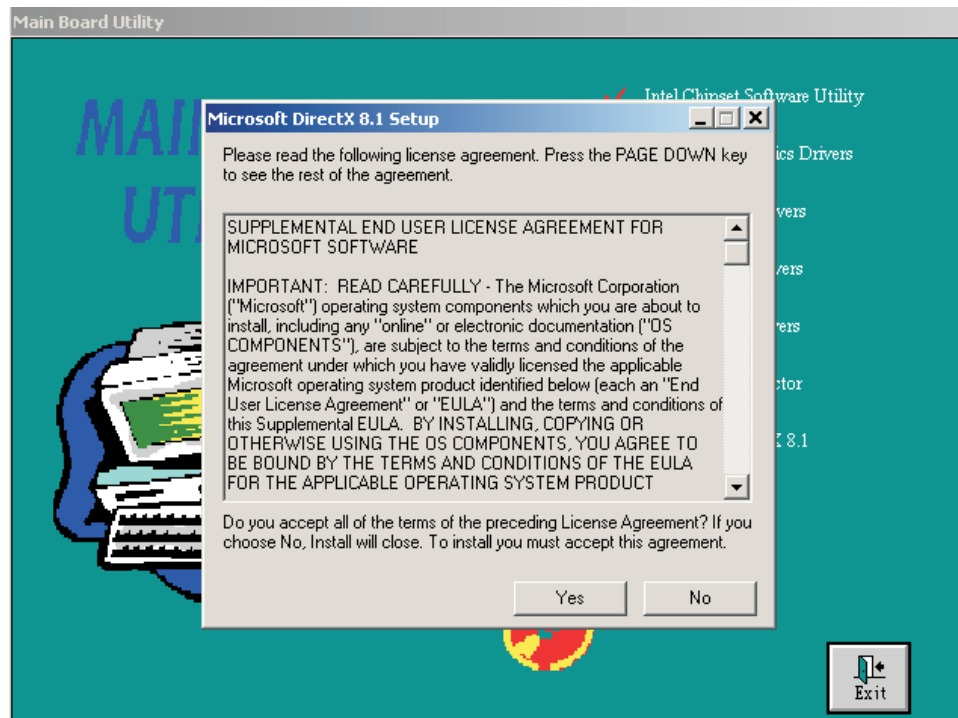 Main Board Utility
MAI
UT
Intel Chipset Software Utility
ics Drivers
vers
vers
vers
ctor
X 8.1
Microsoft DirectX 8.1 Setup
Please read the following license agreement. Press the PAGE DOWN key
to see the rest of the agreement.
SUPPLEMENTAL END USER LICENSE AGREEMENT FOR
MICROSOFT SOFTWARE
IMPORTANT:  READ CAREFULLY - The Microsoft Corporation
("Microsoft") operating system components which you are about to
install, including any "online" or electronic documentation ("OS
COMPONENTS"), are subject to the terms and conditions of the
agreement under which you have validly licensed the applicable
Microsoft operating system product identified below (each an "End
User License Agreement" or "EULA") and the terms and conditions of
this Supplemental EULA.  BY INSTALLING, COPYING OR
OTHERWISE USING THE OS COMPONENTS, YOU AGREE TO
BE BOUND BY THE TERMS AND CONDITIONS OF THE EULA
FOR THE APPLICABLE OPERATING SYSTEM PRODUCT
Do you accept all of the terms of the preceding License Agreement? If you
choose No, Install will close. To install you must accept this agreement.
Yes
No
Exit